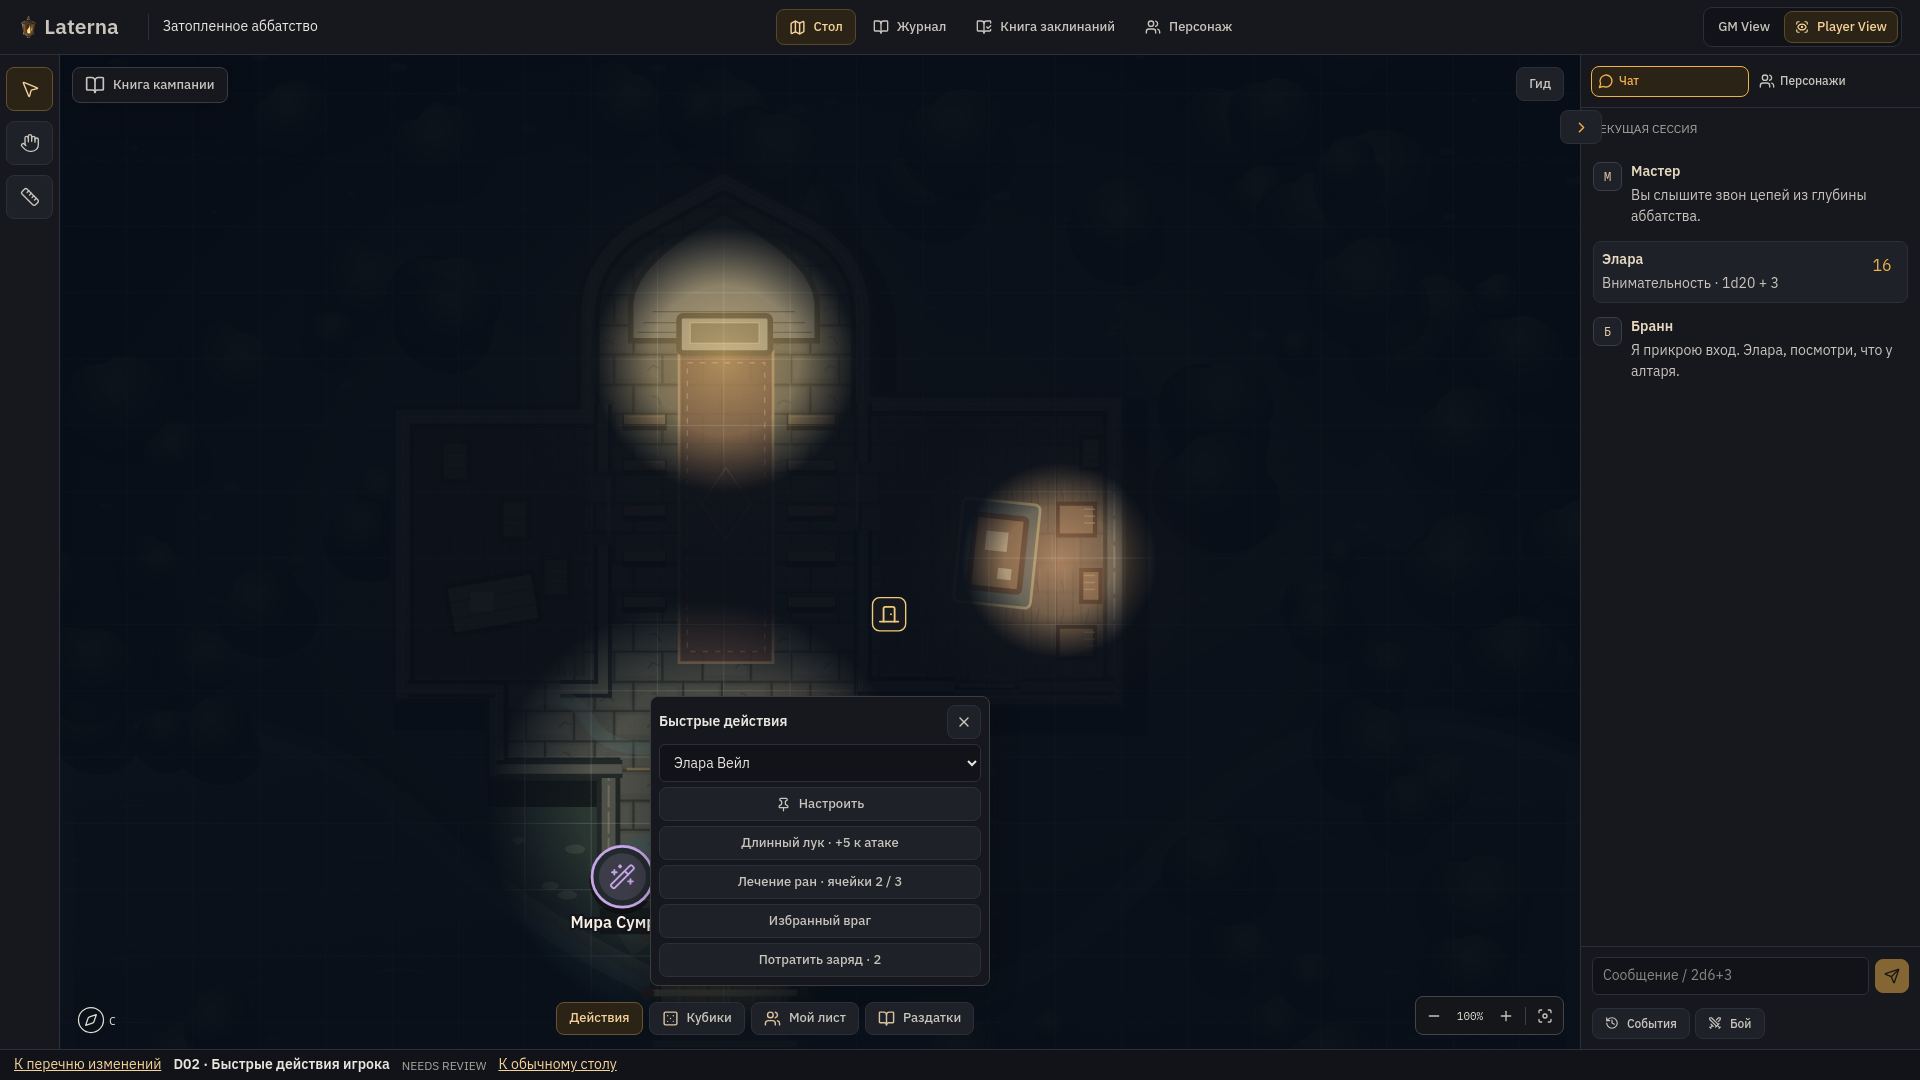 Laterna
Затопленное аббатство
Стол
Журнал
Книга заклинаний
Персонаж
GM View
Player View
Книга кампании
Гид
Чат
Персонажи
ЕКУЩАЯ СЕССИЯ
М
Мастер
Вы слышите звон цепей из глубины
аббатства.
Элара
16
Внимательность · 1d20 + 3
Б
Бранн
Я прикрою вход. Элара, посмотри, что у
алтаря.
Быстрые действия
Элара Вейл
Настроить
Длинный лук · +5 к атаке
Лечение ран · ячейки 2 / 3
Избранный враг
Потратить заряд · 2
Мира Сум
Действия
Кубики
Мой лист
Раздатки
С
100%
Сообщение / 2d6+3
События
Бой
К перечню изменений
D02 · Быстрые действия игрока
NEEDS REVIEW
К обычному столу